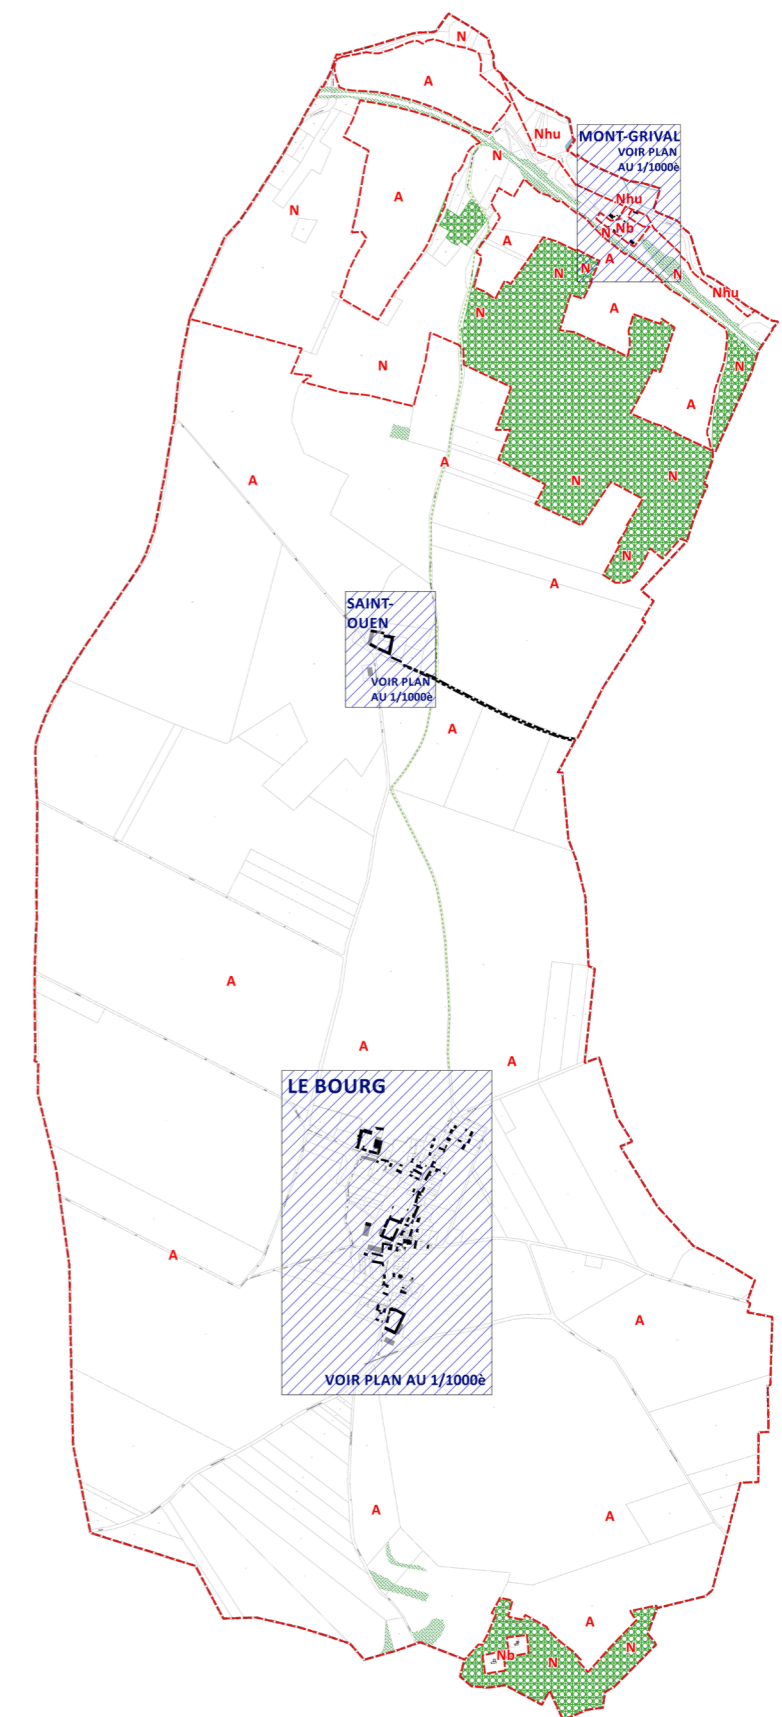 N
A
Nhu
MONT-GRIVAL
VOIR PLAN
AU 1/1000è
N
A
Nhu
N
Nb
N
A
A
N
N
N
Nhu
N
A
N
N
A
A
A
N
N
N
A
SAINT-
OUEN
VOIR PLAN
AU 1/1000è
A
A
A
A
LE BOURG
A
A
VOIR PLAN AU 1/1000è
A
A
A
Nb
N
N